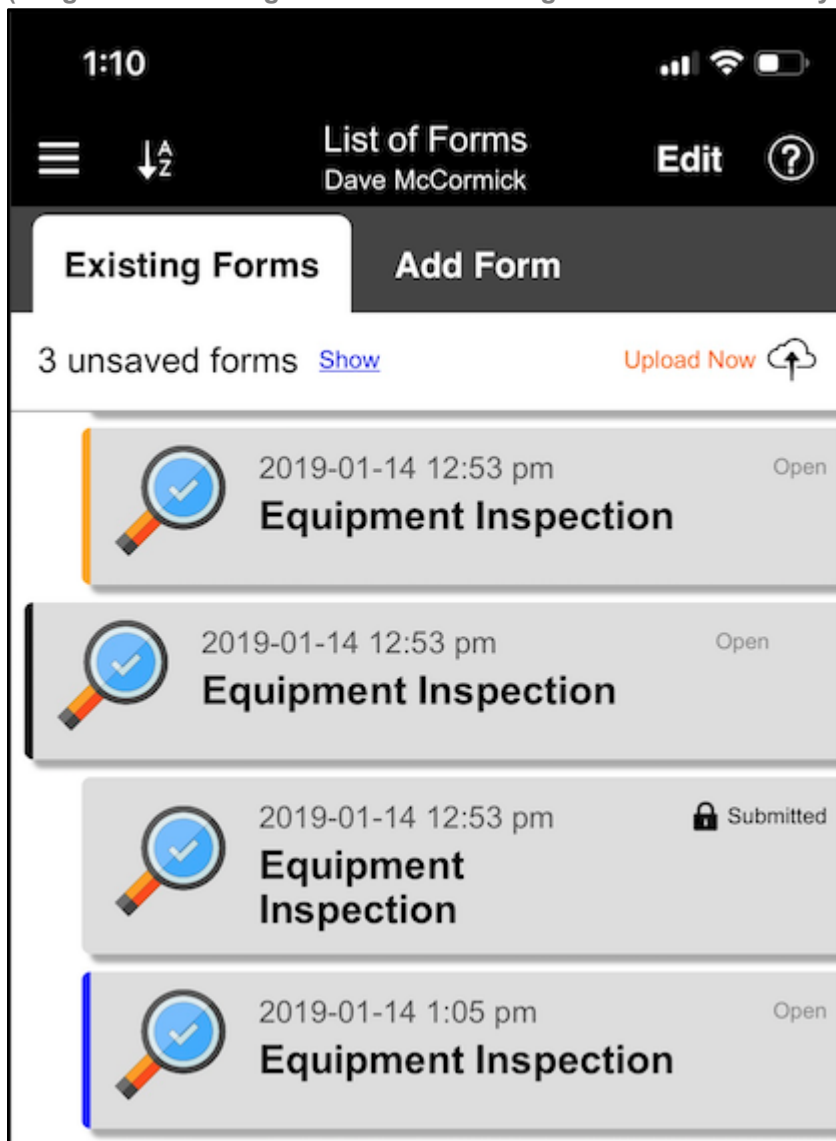 1:10
List of Forms
Dave McCormick
Edit
Existing Forms
Add Form
3 unsaved forms Show
Upload Now
2019-01-14 12:53 pm
Open
Equipment Inspection
2019-01-14 12:53 pm
Open
Equipment Inspection
2019-01-14 12:53 pm
Submitted
Equipment
Inspection
2019-01-14 1:05 pm
Open
Equipment Inspection